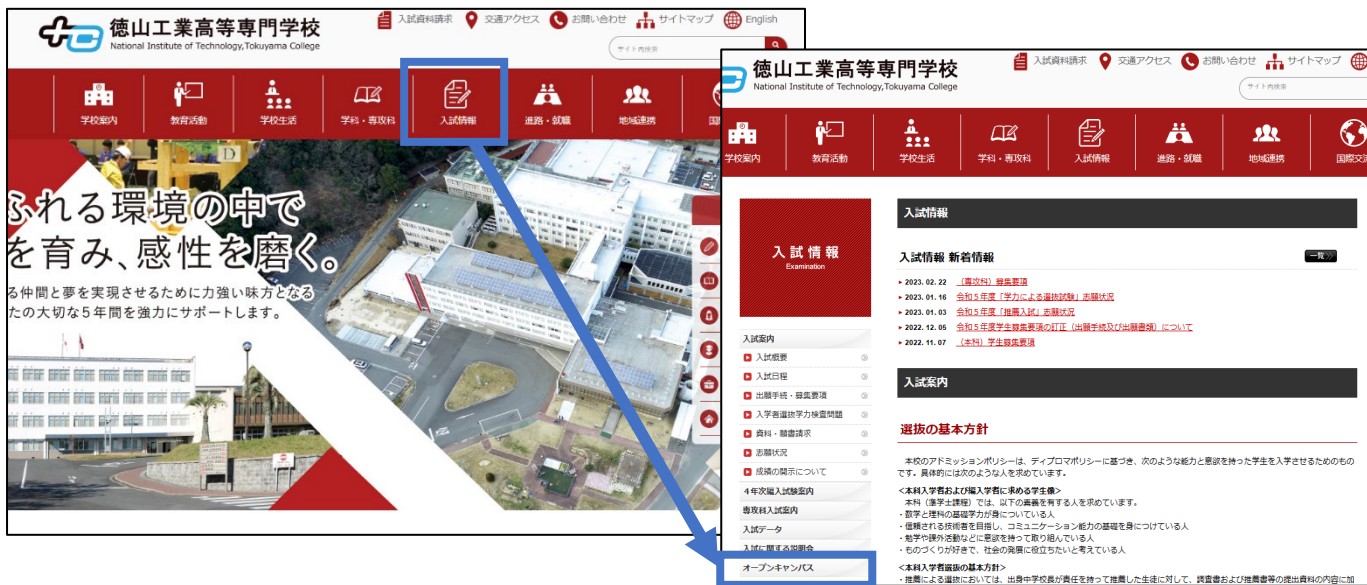 徳山工業高等専門学校
National Institute of Technology,Tokuyama College
入試資料請求
交通アクセス
お問い合わせ
サイトマップ
English
サイト内検索
学校案内
教育活動
学校生活
学科・専攻科
入試情報
進路・就職
地域連携
D
ふれる環境の中で
を育み、感性を磨く。
る仲間と夢を実現させるために力強い味方となる
たの大切な5年間を強力にサポートします。
徳山工業高等専門学校
National Institute of Technology,Tokuyama College
入試資料請求
交通アクセス
お問い合わせ
サイトマップ
サイト内検索
学校案内
教育活動
学校生活
学科・専攻科
入試情報
進路・就職
地域連携
国際交流
入試情報
Examination
入試案内
入試概要
入試日程
出願手続・募集要項
入学者選抜学力検査問題
資料・願書請求
志願状況
成績の開示について
4年次編入試験案内
専攻科入試案内
入試データ
入試に関する説明会
オープンキャンパス
入試情報
入試情報 新着情報
一覧
2023. 02. 22 (専攻科)募集要項
2023. 01. 16 令和5年度「学力による選抜試験」志願状況
2023. 01. 03 令和5年度「推薦入試」志願状況
2022. 12. 05 令和5年度学生募集要項の訂正(出願手続及び出願書類)について
2022. 11. 07 (本科)学生募集要項
入試案内
選抜の基本方針
本校のアドミッションポリシーは、ディプロマポリシーに基づき、次のような能力と意欲を持った学生を入学させるためのもの
です。具体的には次のような人を求めています。
<本科入学者および編入学者に求める学生像>
本科(準学士課程)では、以下の素養を有する人を求めています。
・数学と理科の基礎学力が身についている人
・信頼される技術者を目指し、コミュニケーション能力の基礎を身につけている人
・勉学や課外活動などに意欲を持って取り組んでいる人
・ものづくりが好きで、社会の発展に役立ちたいと考えている人
<本科入学者選抜の基本方針>
・推薦による選抜においては、出身中学校長が責任を持って推薦した生徒に対して、調査書および推薦書等の提出資料の内容に加